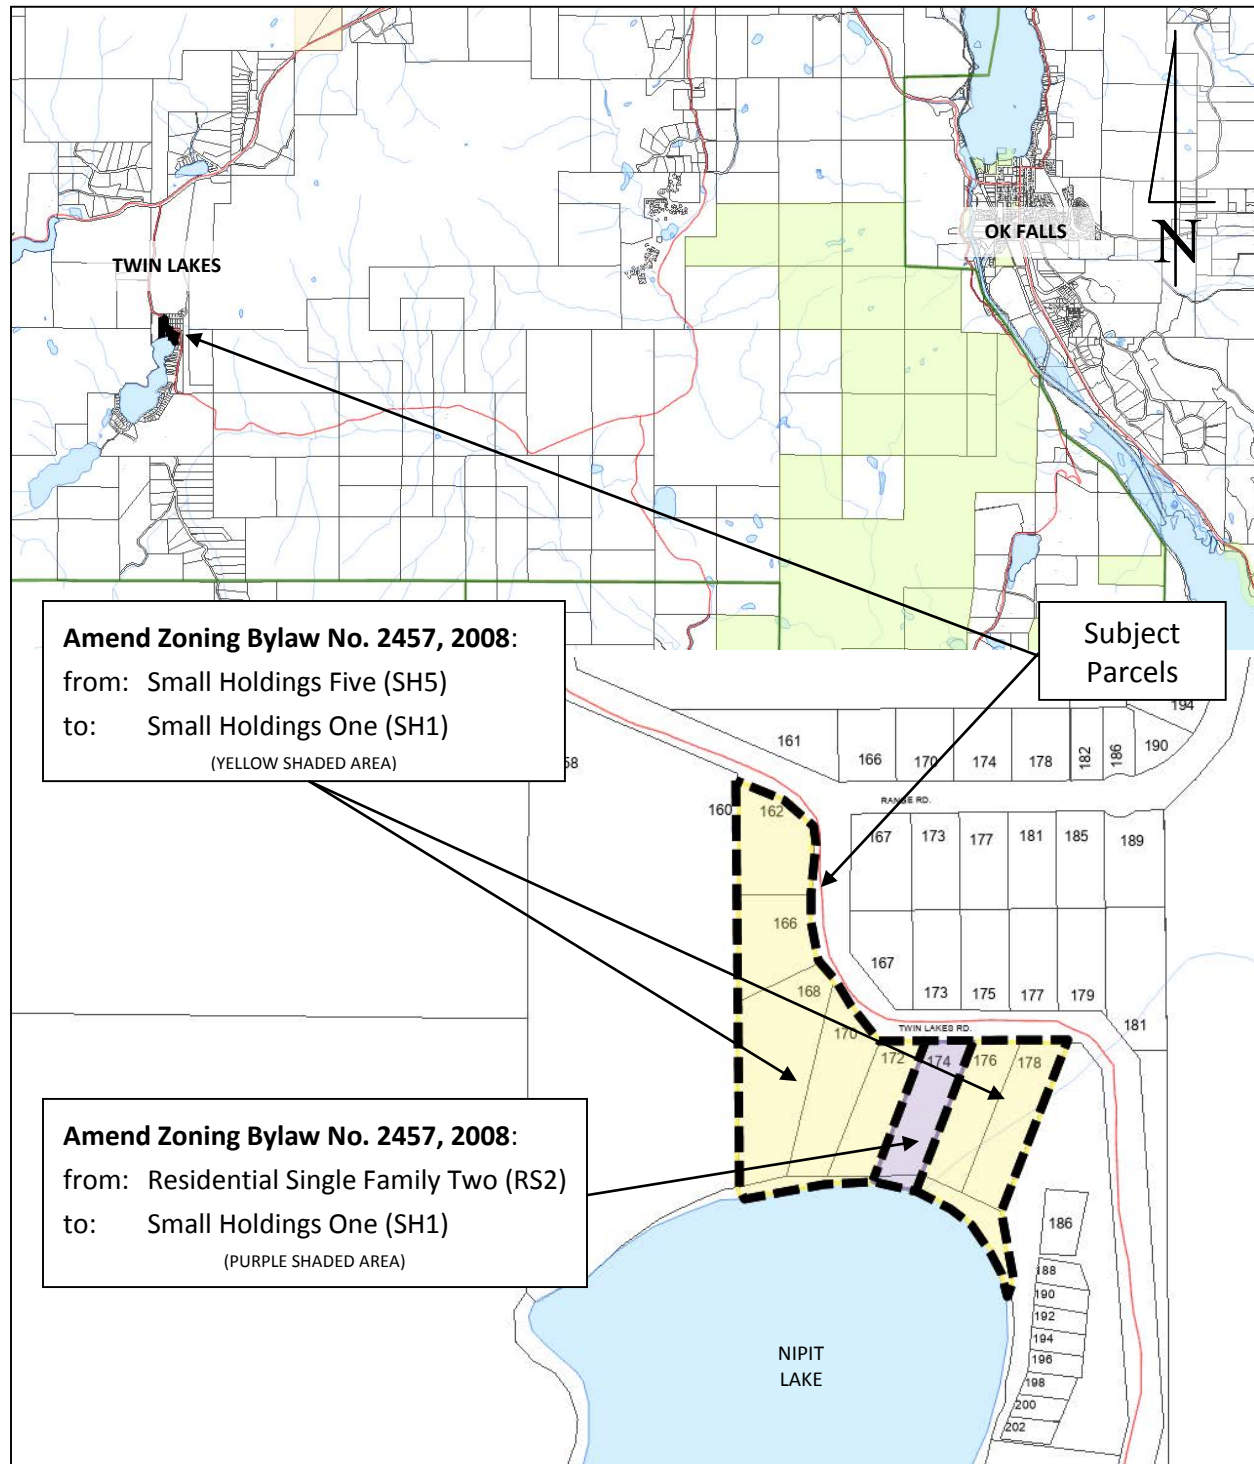 OK FALLS
N
TWIN LAKES
Amend Zoning Bylaw No. 2457, 2008:
from: Small Holdings Five (SH5)
to: Small Holdings One (SH1)
(YELLOW SHADED AREA)
Subject
Parcels
194
161
166
170
174
178
182
186
190
58
160
162
RANGE RD.
167
173
177
181
185
189
166
167
168
173
175
177
179
181
170
TWIN LAKES RD.
172
174
176
178
Amend Zoning Bylaw No. 2457, 2008:
from: Residential Single Family Two (RS2)
to: Small Holdings One (SH1)
(PURPLE SHADED AREA)
186
188
190
192
194
196
198
200
202
NIPIT
LAKE